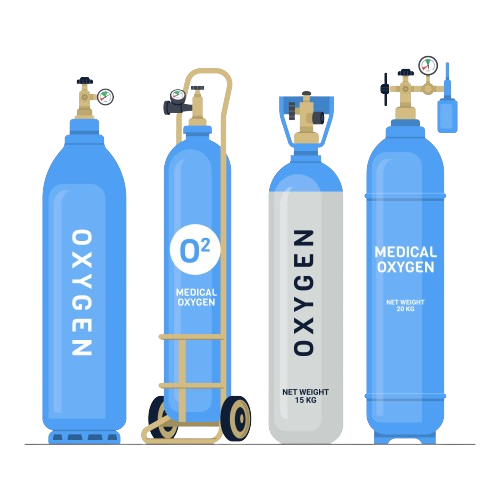 OXYGEN
O²
MEDICAL
OXYGEN
OXYGEN
NET WEIGHT
15 KG
MEDICAL
OXYGEN
NET WEIGHT
20 KG